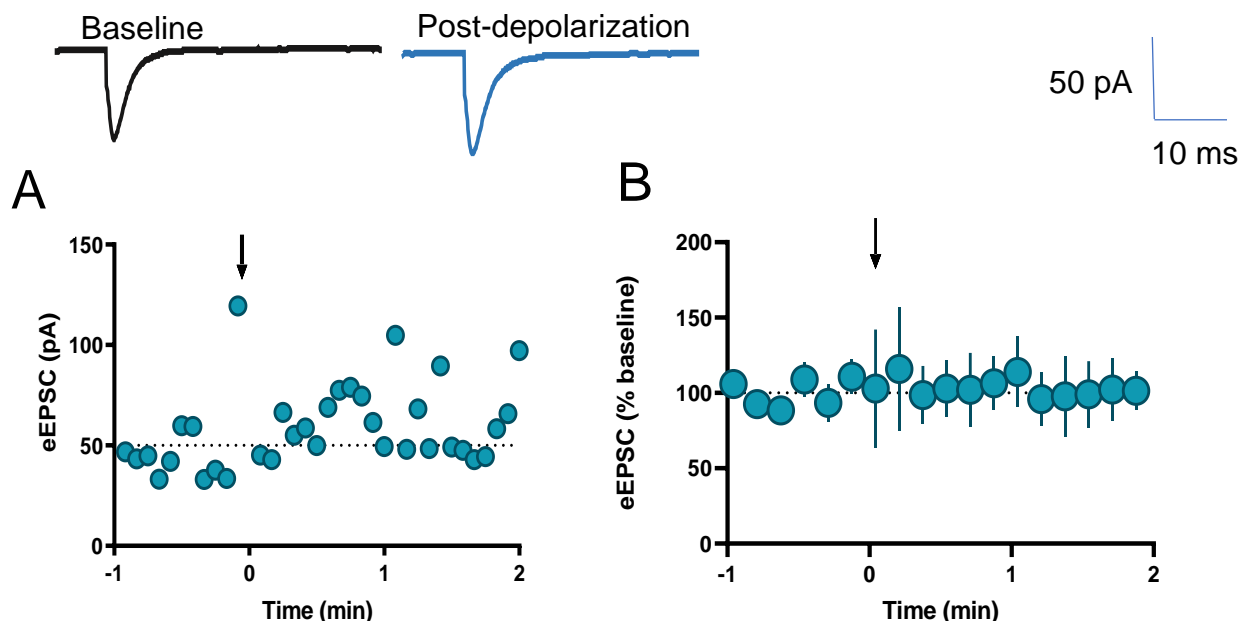 Baseline
Post-depolarization
50 pA
10 ms
A
B
eEPSC (pA)
150
100
50
0
-1
0
1
2
Time (min)
eEPSC (% baseline)
200
150
100
50
0
-1
0
1
2
Time (min)